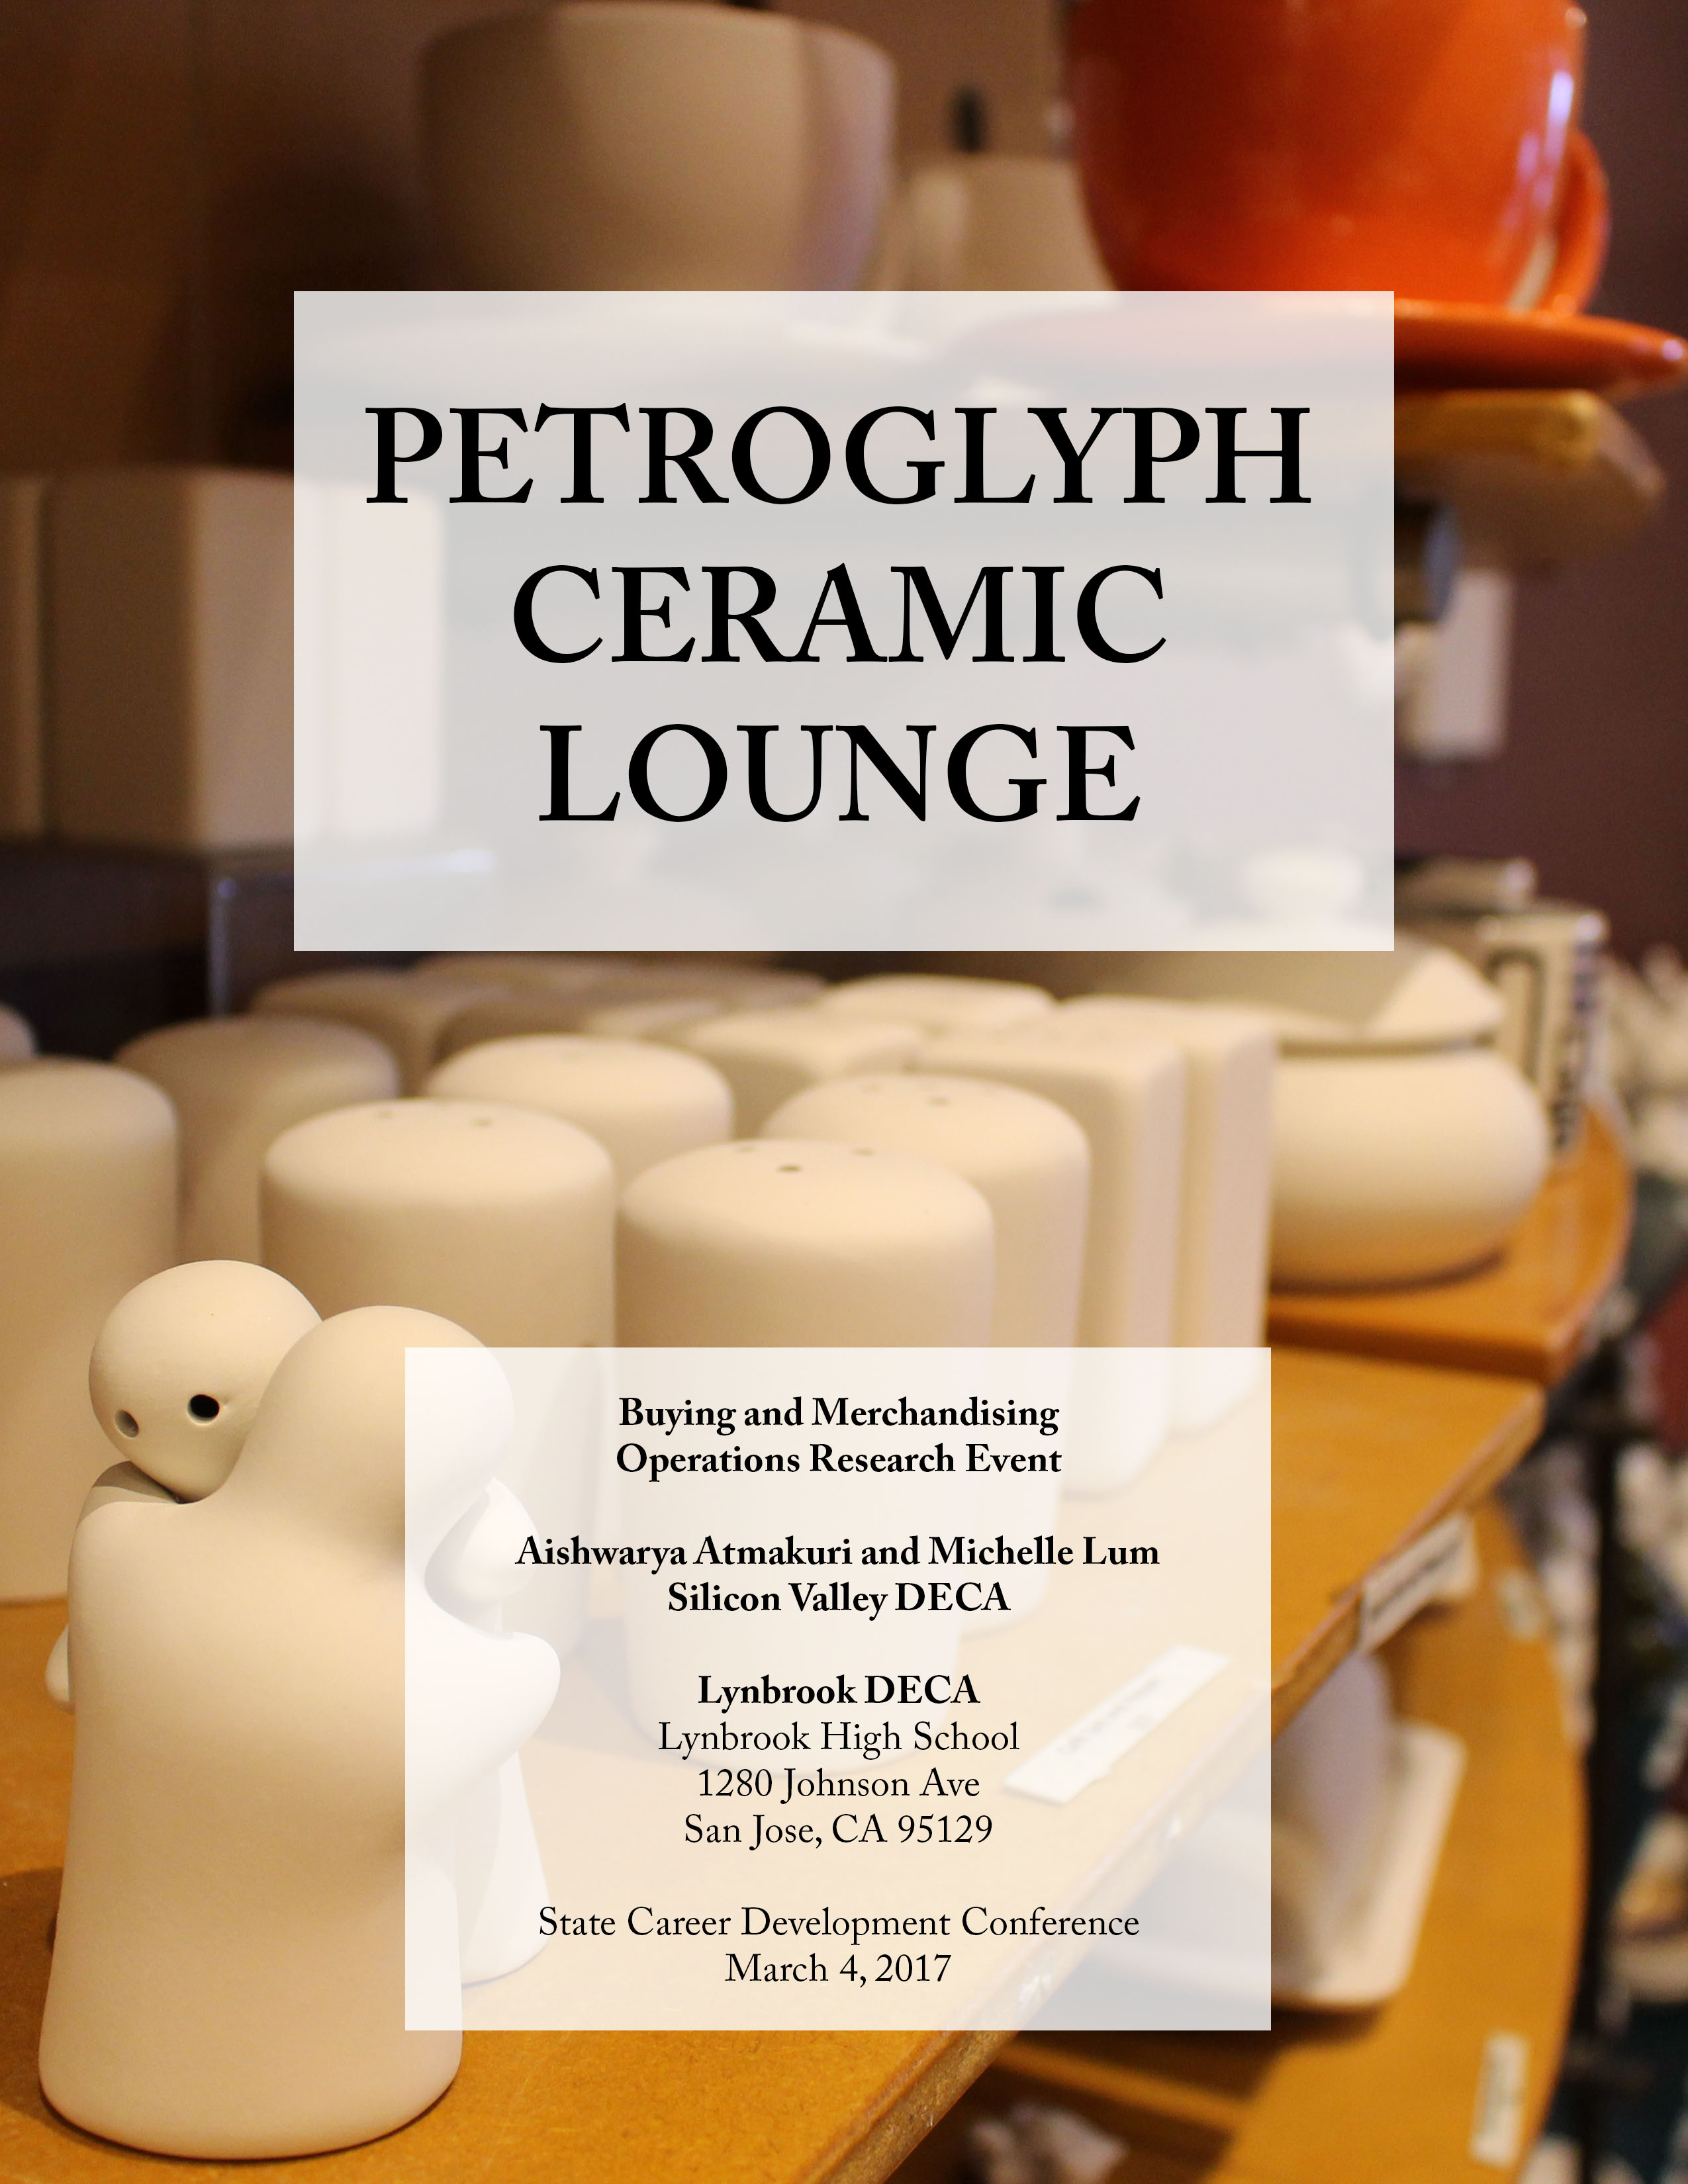 PETROGLYPH
CERAMIC
LOUNGE
Buying and Merchandising
Operations Research Event
Aishwarya Atmakuri and Michelle Lum
Silicon Valley DECA
Lynbrook DECA
Lynbrook High School
1280 Johnson Ave
San Jose, CA 95129
State Career Development Conference
March 4, 2017